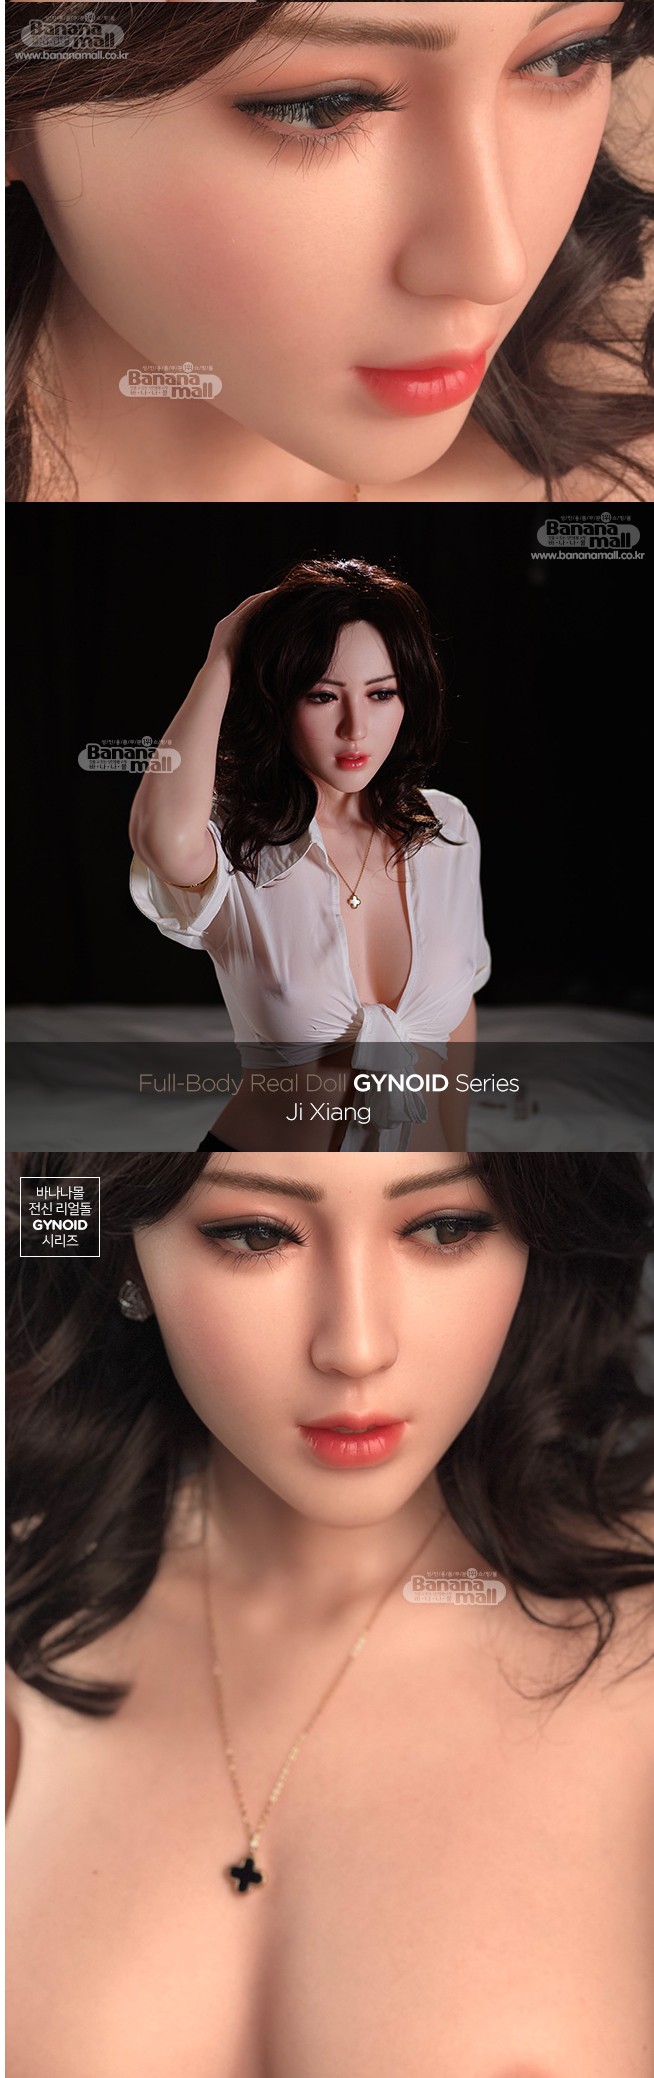 Banana
mall
www.bananamall.co.kr
Banana
mall
Banana
mall
www.bananamall.co.kr
Banana
mall
Full-Body Real Doll GYNOID Series
Ji Xiang
바나나몰
전신 리얼돌
GYNOID
시리즈
Banana
mall